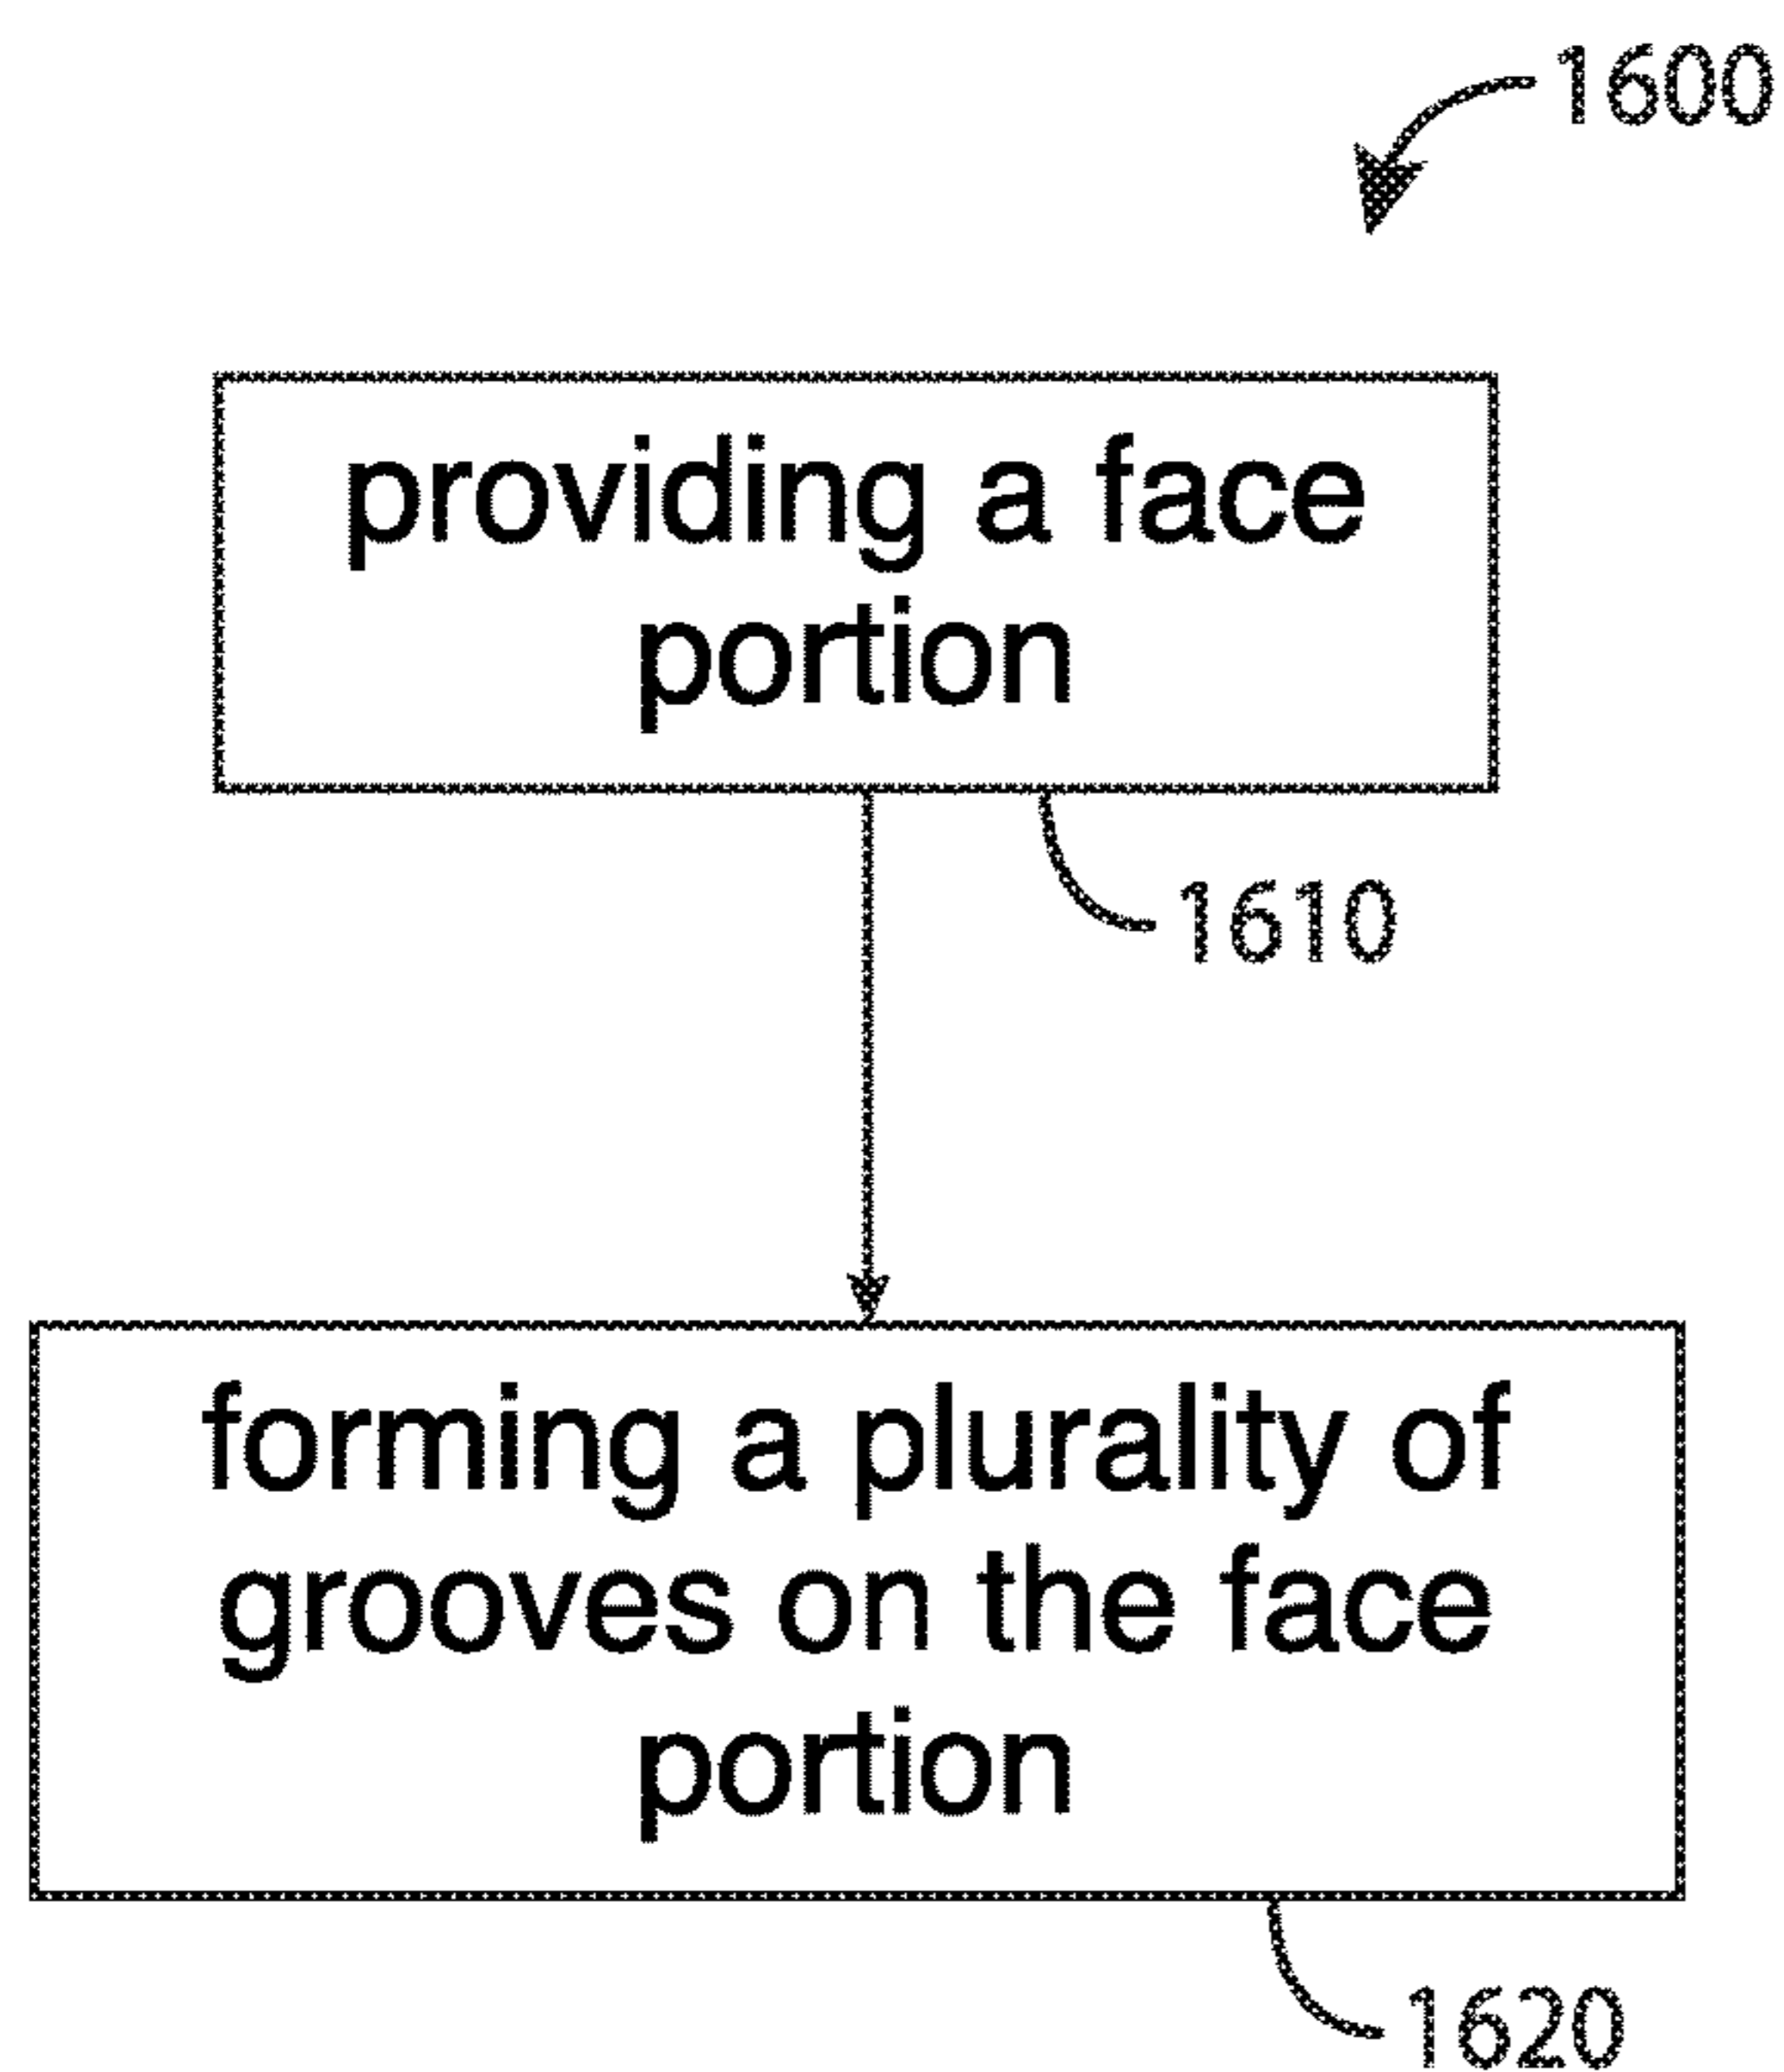 1600
providing a face
portion
1610
forming a plurality of
grooves on the face
portion
1620